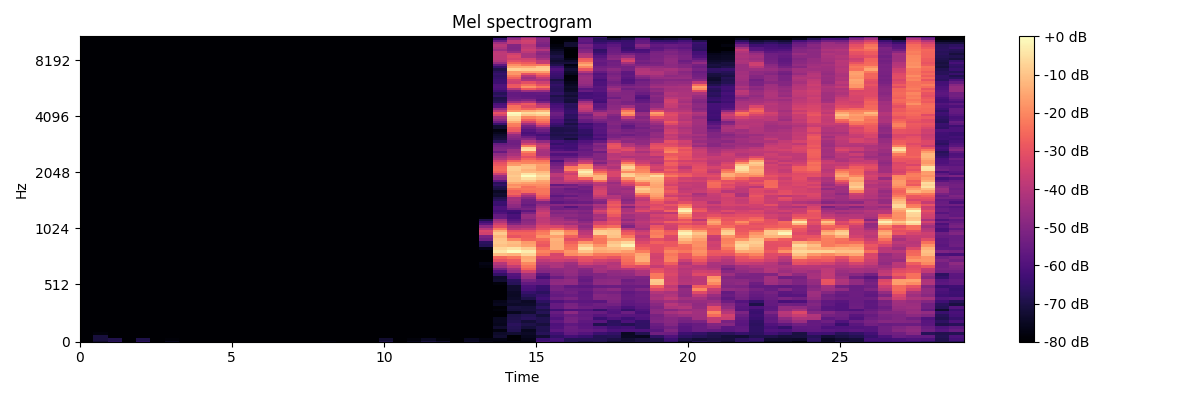 Mel spectrogram
8192
4096
2048
1024
512
0
Hz
0 5 10 15 20 25
Time
+0 dB
-10 dB
-20 dB
-30 dB
-40 dB
-50 dB
-60 dB
-70 dB
-80 dB